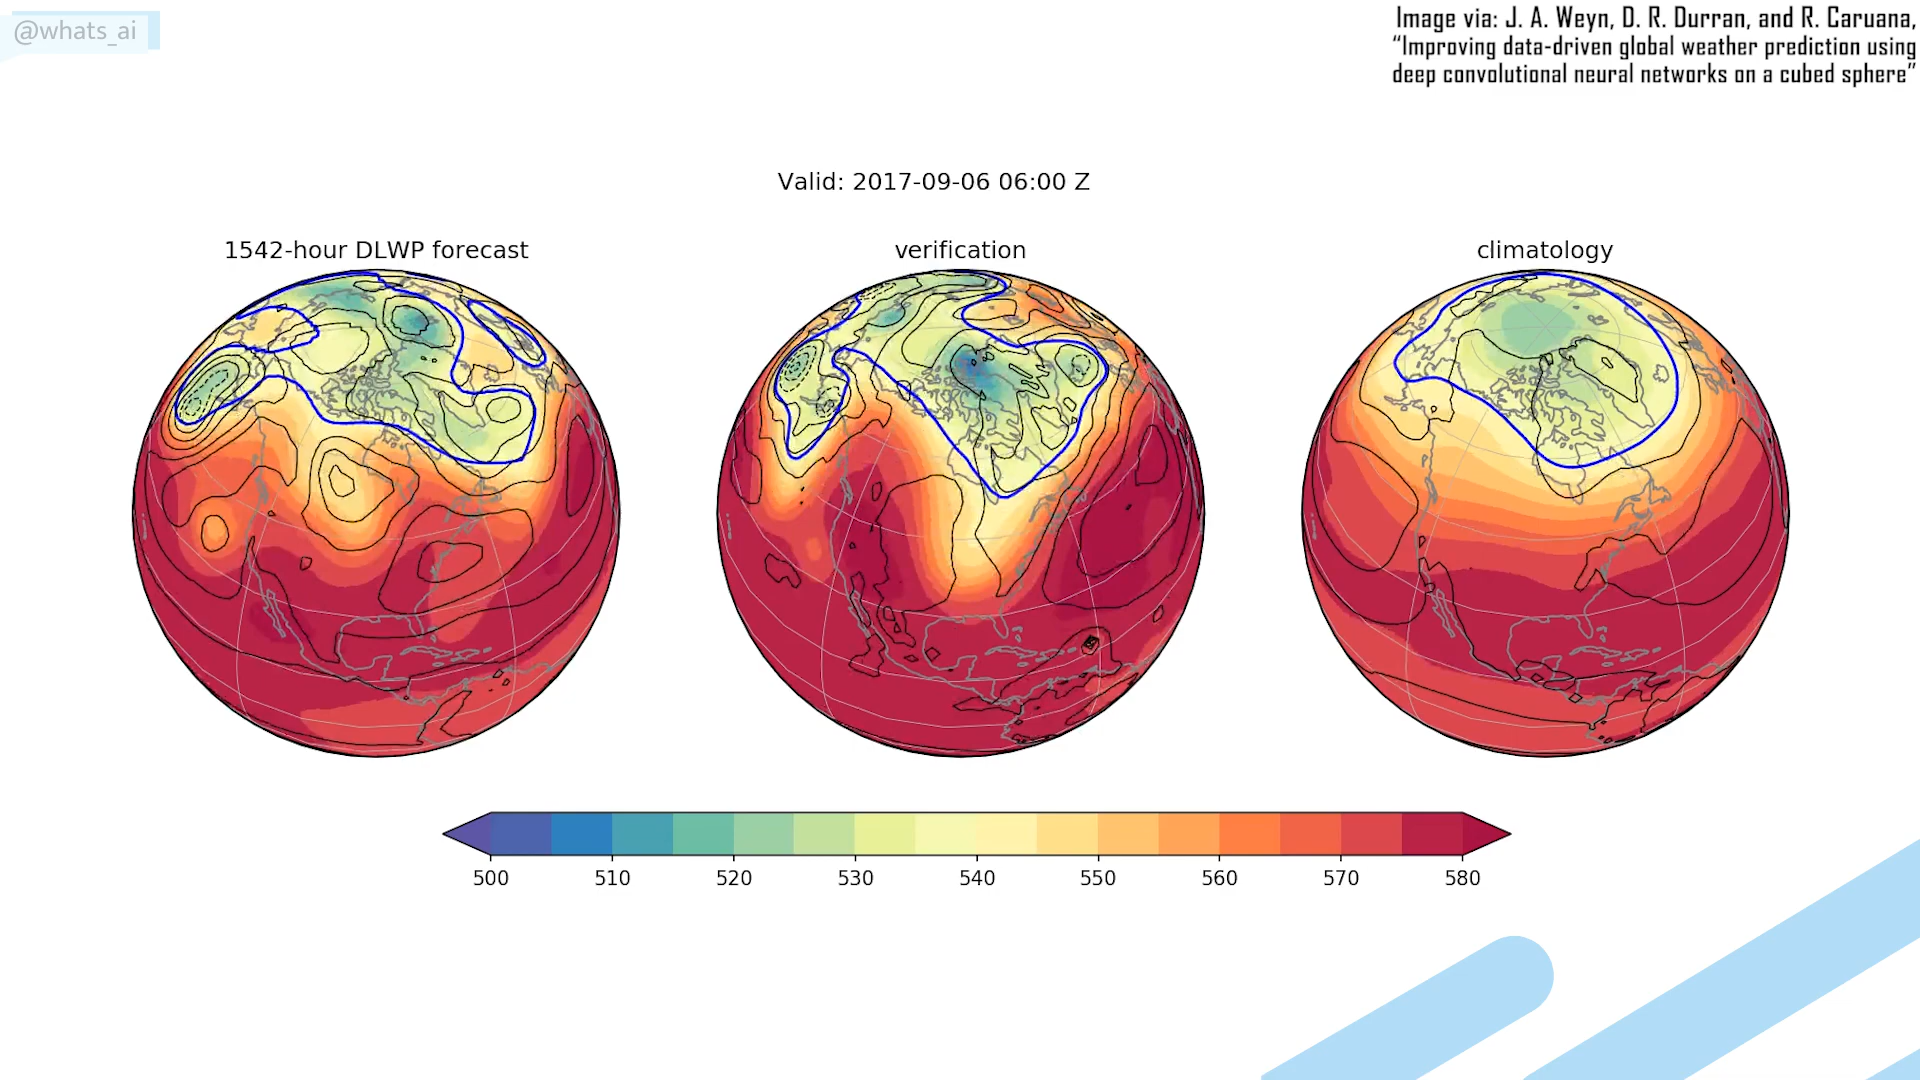 @whats_ai
Image via: J. A. Weyn, D. R. Durran, and R. Caruana,
“Improving data-driven global weather prediction using
deep convolutional neural networks on a cubed sphere”
Valid: 2017-09-06 06:00 Z
1542-hour DLWP forecast
verification
climatology
500 510 520 530 540 550 560 570 580